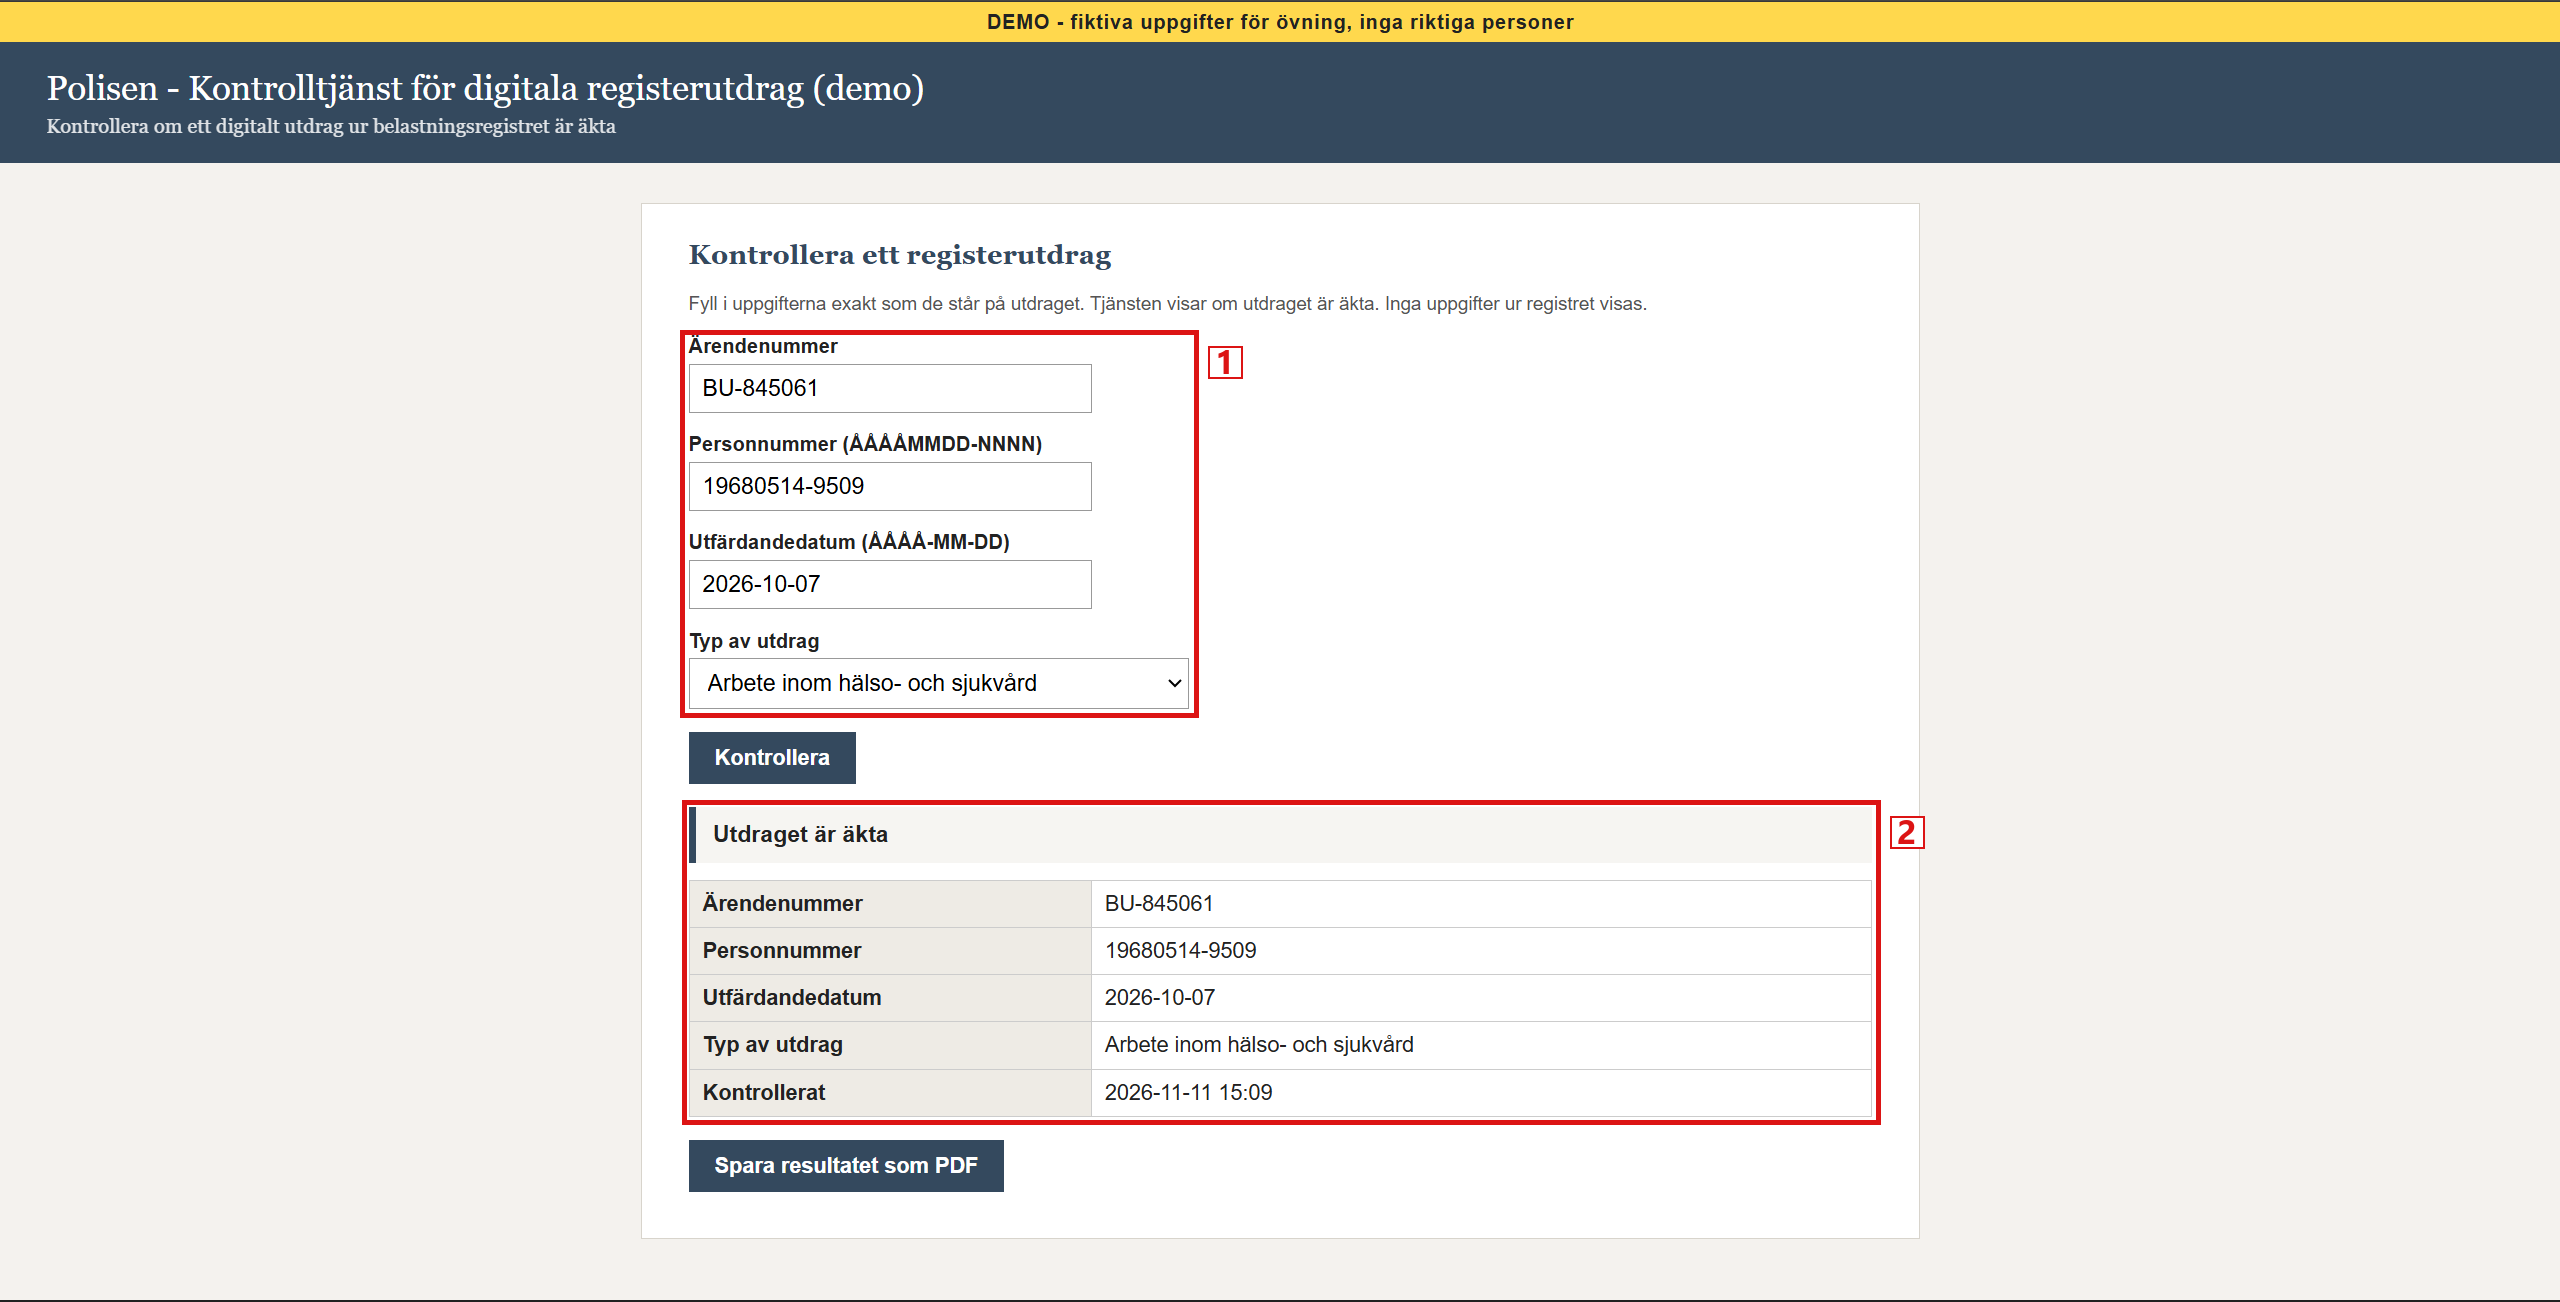 DEMO - fiktiva uppgifter för övning, inga riktiga personer
Polisen - Kontrolltjänst för digitala registerutdrag (demo)
Kontrollera om ett digitalt utdrag ur belastningsregistret är äkta
Kontrollera ett registerutdrag
Fyll i uppgifterna exakt som de står på utdraget. Tjänsten visar om utdraget är äkta. Inga uppgifter ur registret visas.
Ärendenummer
1
BU-845061
Personnummer (ÅÅÅÅMMDD-NNNN)
19680514-9509
Utfärdandedatum (ÅÅÅÅ-MM-DD)
2026-10-07
Typ av utdrag
Arbete inom hälso- och sjukvård
Kontrollera
Utdraget är äkta
2
Ärendenummer BU-845061
Personnummer 19680514-9509
Utfärdandedatum 2026-10-07
Typ av utdrag Arbete inom hälso- och sjukvård
Kontrollerat 2026-11-11 15:09
Spara resultatet som PDF